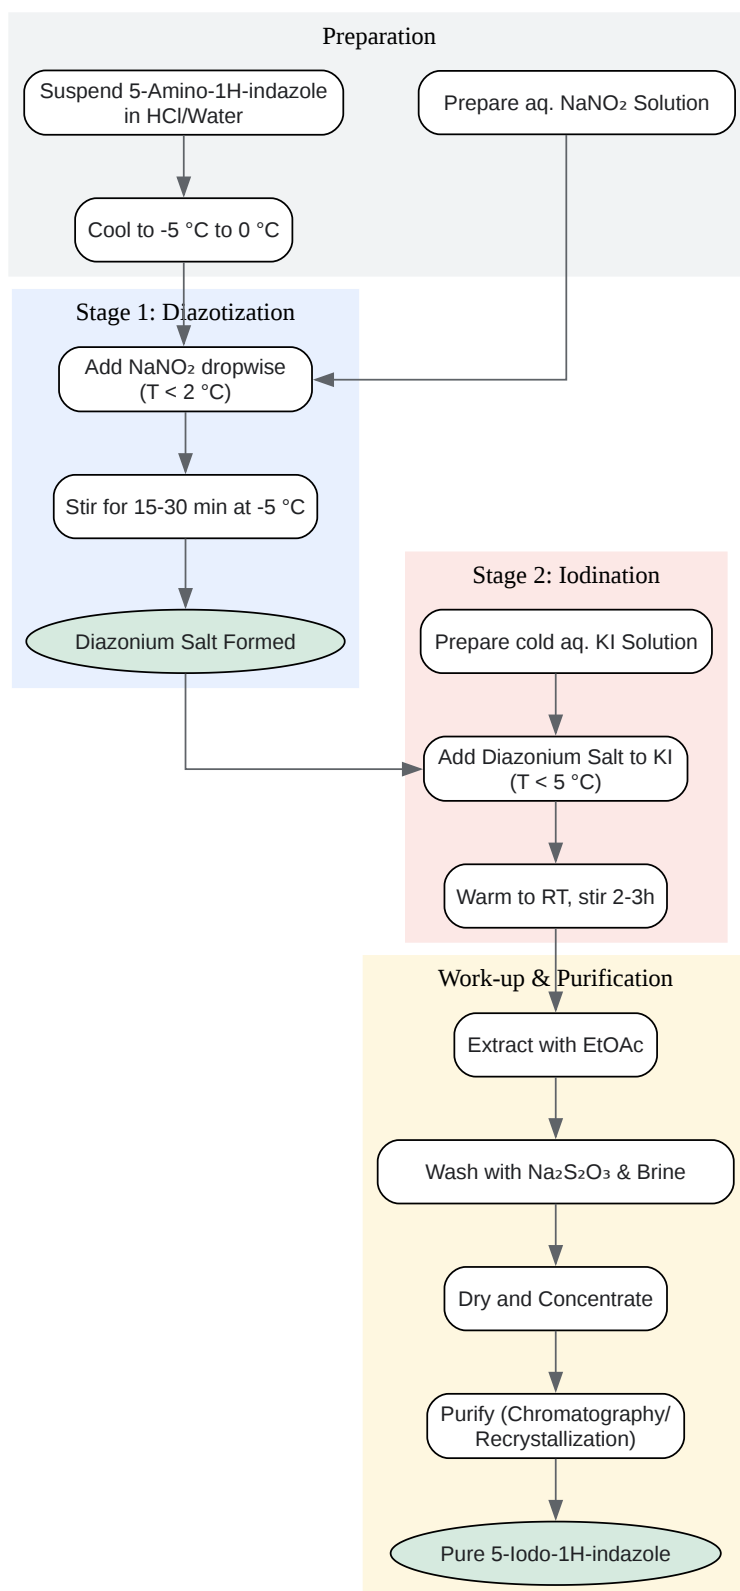 Preparation
Suspend 5-Amino-1H-indazole
in HCl/Water
Prepare aq. NaNO₂ Solution
Cool to -5 °C to 0 °C
Stage 1: Diazotization
Add NaNO₂ dropwise
(T < 2 °C)
Stir for 15-30 min at -5 °C
Diazonium Salt Formed
Stage 2: Iodination
Prepare cold aq. KI Solution
Add Diazonium Salt to KI
(T < 5 °C)
Warm to RT, stir 2-3h
Work-up & Purification
Extract with EtOAc
Wash with Na₂S₂O₃ & Brine
Dry and Concentrate
Purify (Chromatography/
Recrystallization)
Pure 5-Iodo-1H-indazole